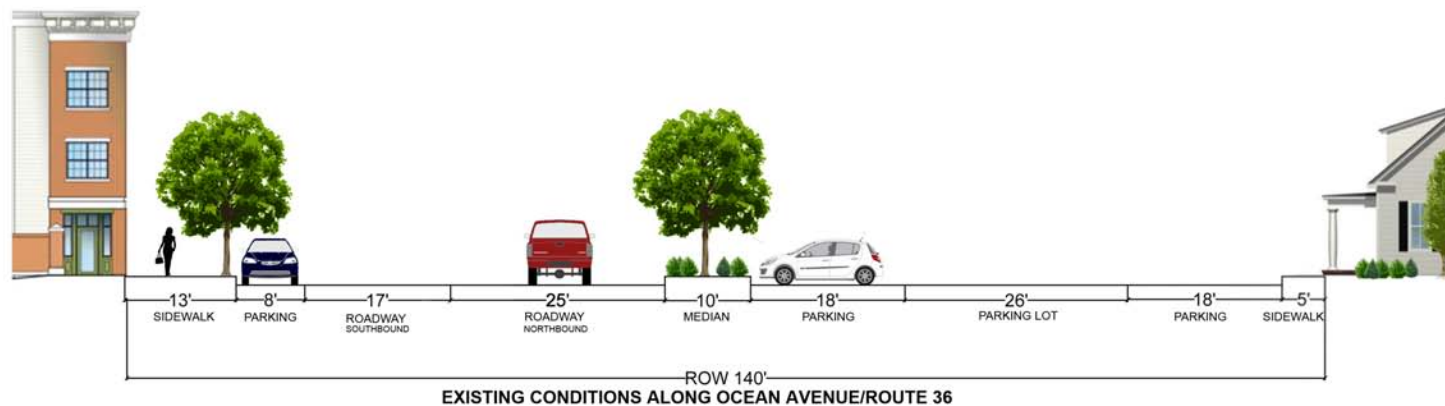 13' 8' 17' 25' 10' 18' 26' 18' 5'
SIDEWALK PARKING ROADWAY ROADWAY MEDIAN PARKING PARKING LOT PARKING SIDEWALK
SOUTHBOUND NORTHBOUND
ROW 140'
EXISTING CONDITIONS ALONG OCEAN AVENUE/ROUTE 36